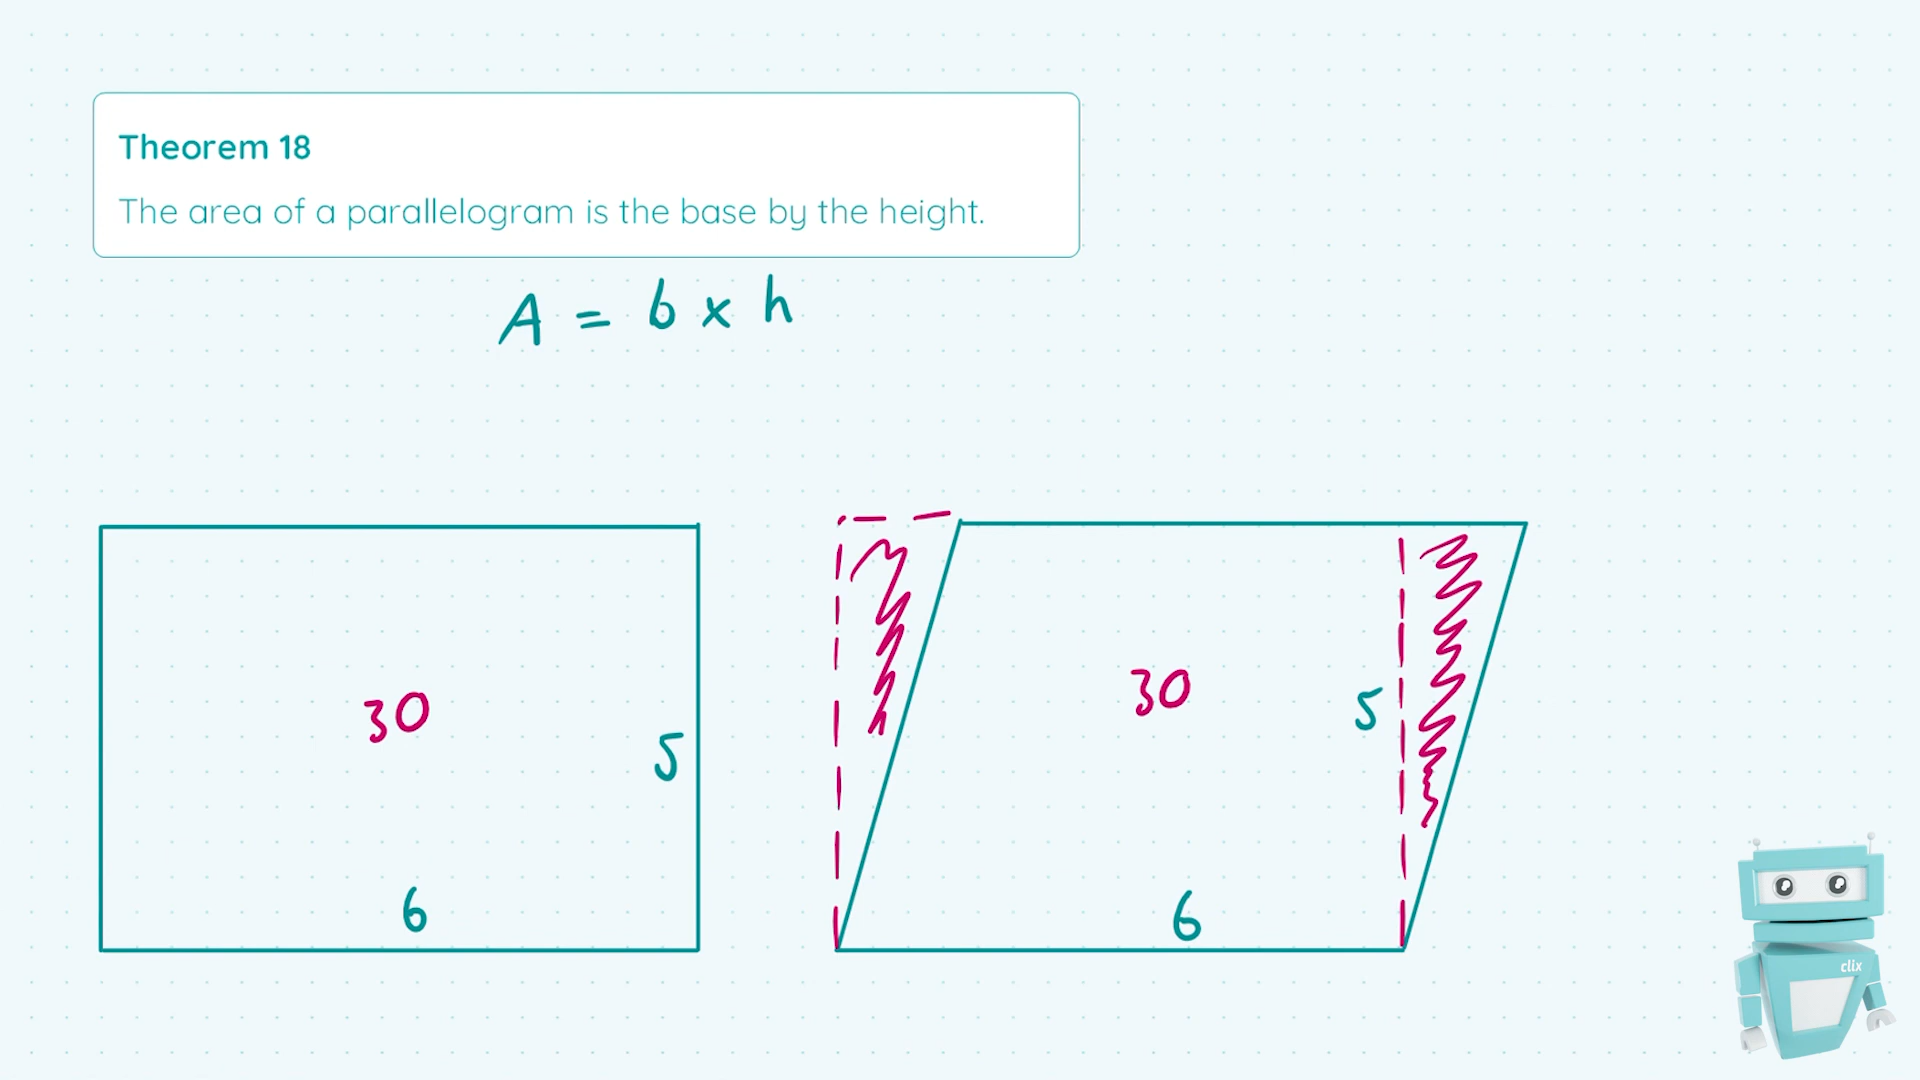 Theorem 18
The area of a parallelogram is the base by the height.
A = b x h
30
5
6
30
5
6
clix